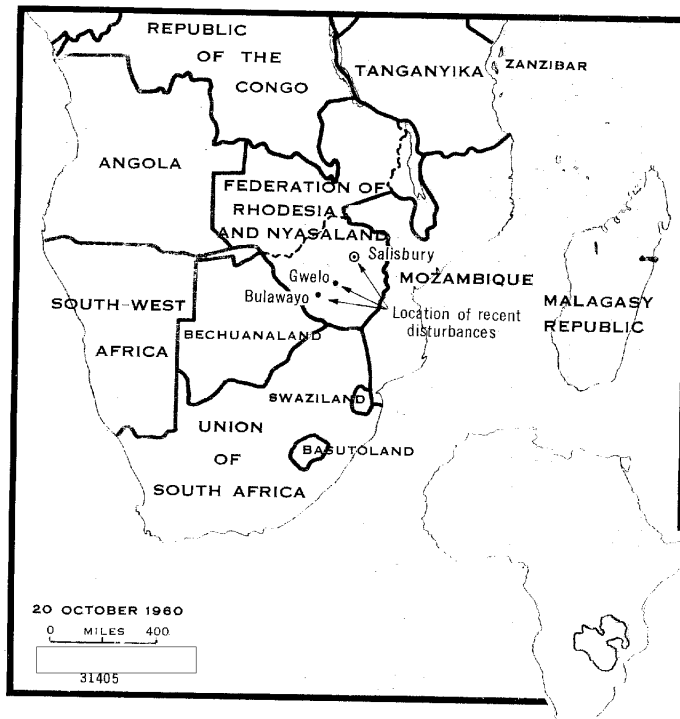 REPUBLIC
OF THE
CONGO
TANGANYIKA
ZANZIBAR
ANGOLA
FEDERATION OF
RHODESIA
AND NYASALAND
Salisbury
Gwelo
Bulawayo
MOZAMBIQUE
Location of recent
disturbances
MALAGASY
REPUBLIC
SOUTH-WEST
AFRICA
BECHUANALAND
SWAZILAND
UNION
OF
SOUTH AFRICA
BASUTOLAND
20 OCTOBER 1960
0 MILES 400
31405